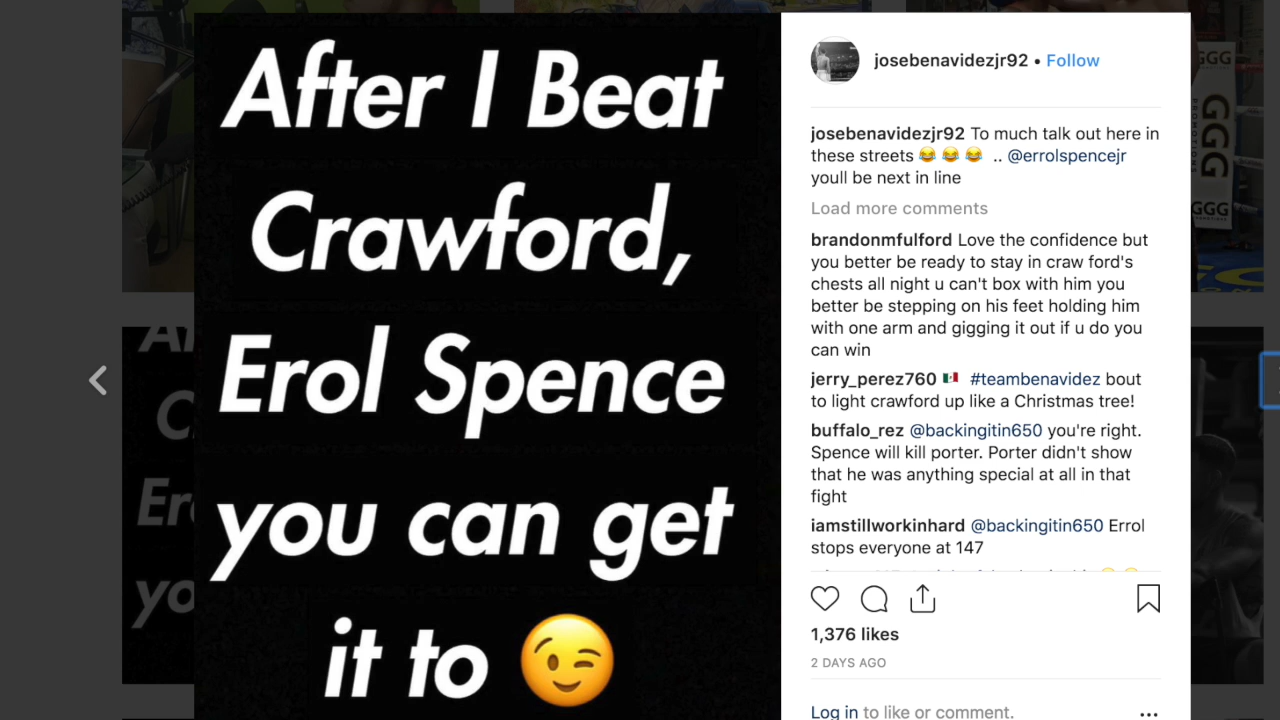 After I Beat
Crawford,
Erol Spence
you can get
it to 😉
josebenavidezjr92 • Follow
josebenavidezjr92 To much talk out here in
these streets 😂 😂 😂 .. @errolspencejr
youll be next in line
Load more comments
brandonmfulford Love the confidence but
you better be ready to stay in craw ford's
chests all night u can't box with him you
better be stepping on his feet holding him
with one arm and gigging it out if u do you
can win
jerry_perez760 🇲🇽 #teambenavidez bout
to light crawford up like a Christmas tree!
buffalo_rez @backingitin650 you're right.
Spence will kill porter. Porter didn't show
that he was anything special at all in that
fight
iamstillworkinhard @backingitin650 Errol
stops everyone at 147
1,376 likes
2 DAYS AGO
Log in to like or comment.
GGG
GGG
PROMOTIONS
GGG
Er
yo